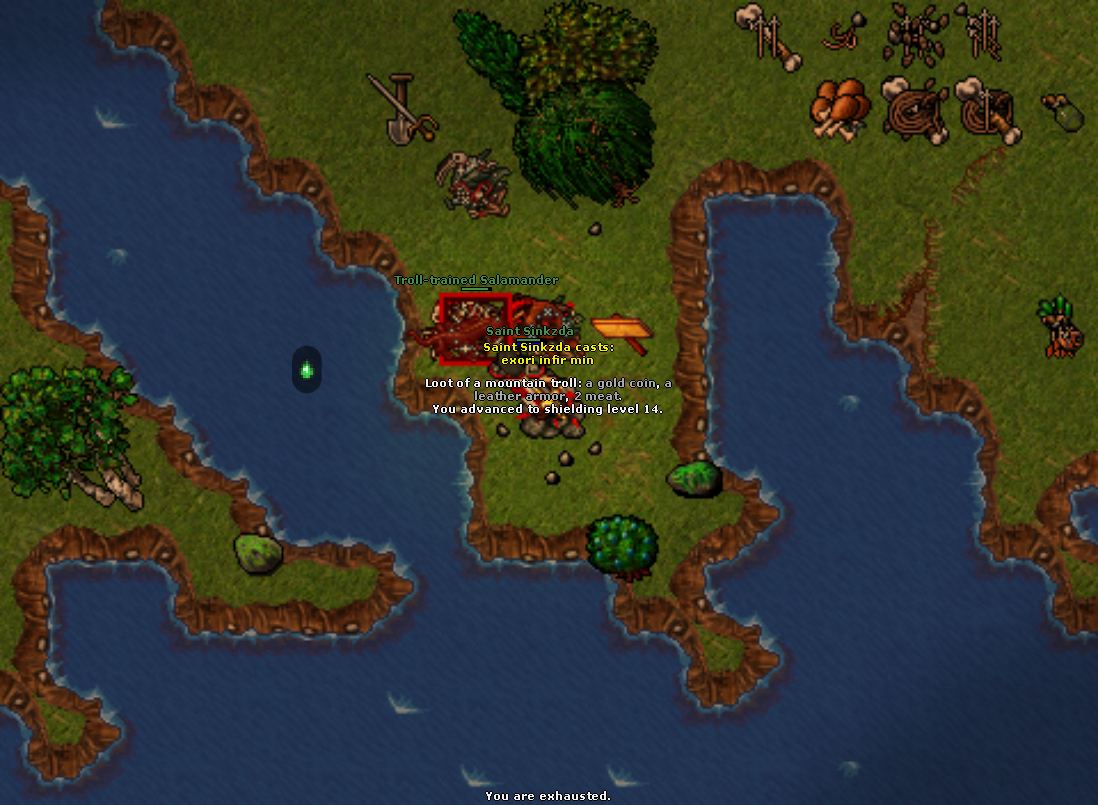 Troll-trained Salamander
Saint Sinkzda
Saint Sinkzda casts:
exori infir min
Loot of a mountain troll: a gold coin, a
leather armor, 2 meat.
You advanced to shielding level 14.
You are exhausted.